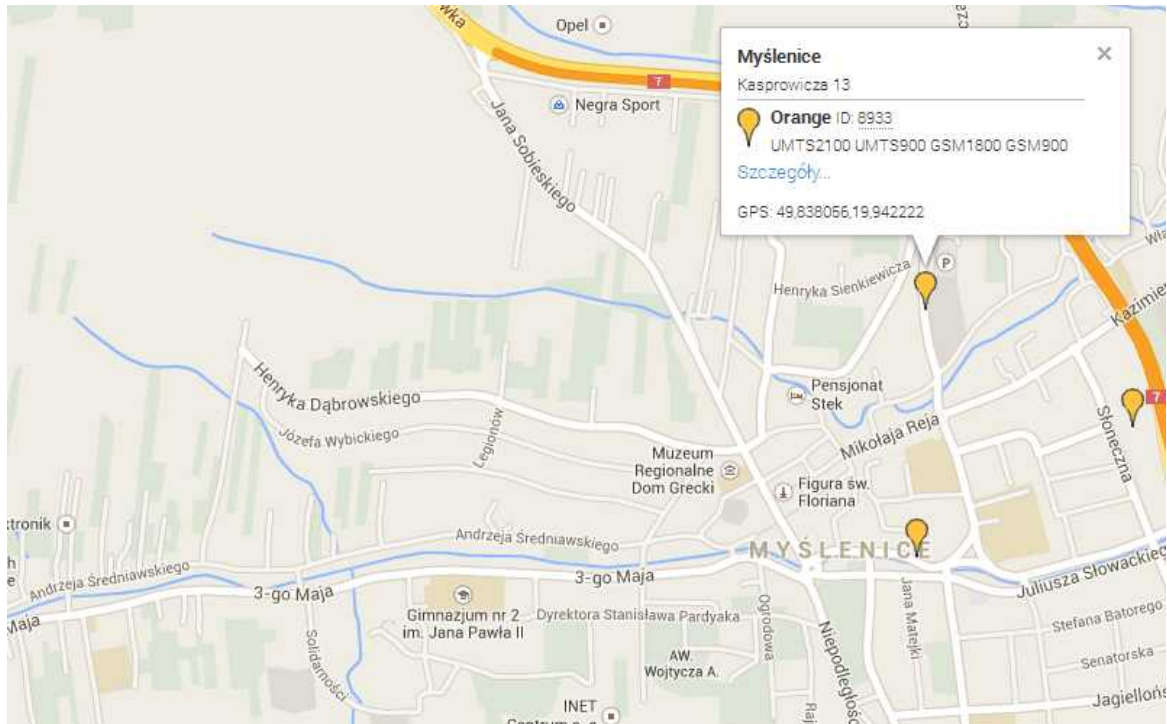 Opel
7
Negra Sport
Jana Sobieskiego
Myślenice
Kasprowicza 13
Orange ID: 8933
UMTS2100 UMTS900 GSM1800 GSM900
Szczegóły...
GPS: 49,838056,19,942222
P
Henryka Sienkiewicza
Henryka Dąbrowskiego
Józefa Wybickiego
Legionów
Pensjonat
Stek
Mikołaja Reja
7
Słoneczna
Muzeum
Regionalne
Dom Grecki
Figura św.
Floriana
Andrzeja Średniawskiego
MYŚLENICE
Andrzeja Średniawskiego
3-go Maja
3-go Maja
Maja
Juliusza Słowackiego
Gimnazjum nr 2
im. Jana Pawła II
Dyrektora Stanisława Pardyaka
Ogrodowa
Jana Matejki
Stefana Batorego
Solidarności
AW.
Wojtycza A.
Niepodległości
Senatorska
INET